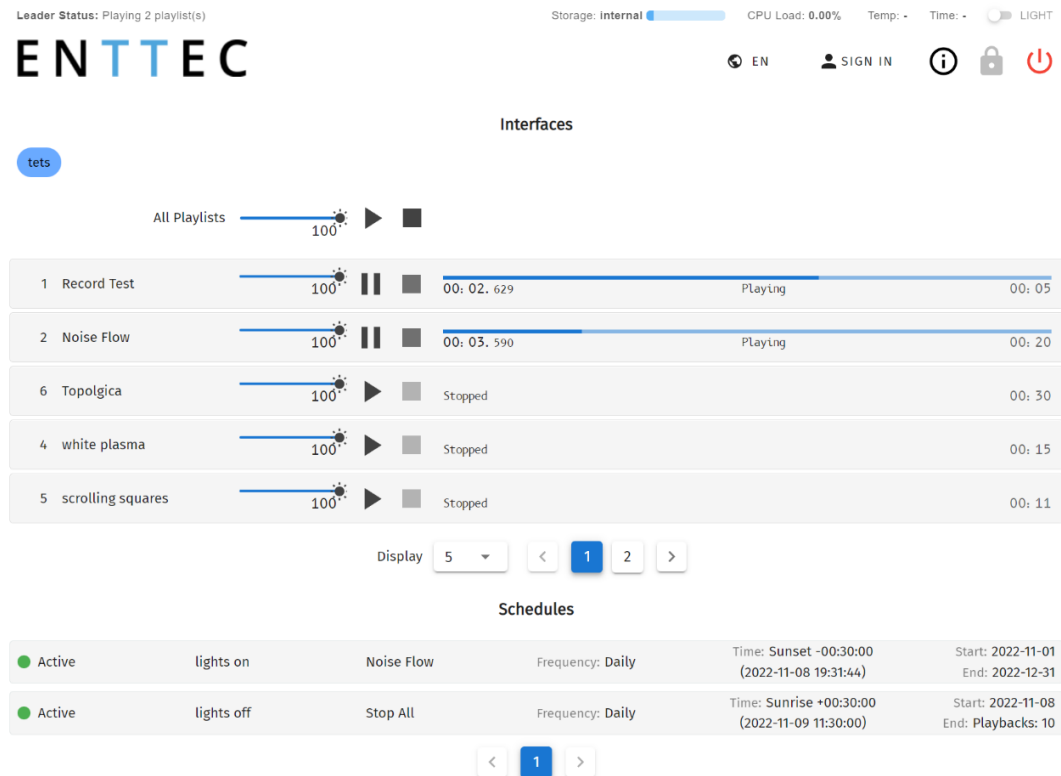 Leader Status: Playing 2 playlist(s) Storage: internal CPU Load: 0.00% Temp: - Time: - LIGHT
ENTTEC EN SIGN IN
Interfaces
tets
All Playlists 100
1 Record Test 100 00: 02. 629 Playing 00: 05
2 Noise Flow 100 00: 03. 590 Playing 00: 20
6 Topolgica 100 Stopped 00: 30
4 white plasma 100 Stopped 00: 15
5 scrolling squares 100 Stopped 00: 11
Display 5 < 1 2 >
Schedules
Active lights on Noise Flow Frequency: Daily Time: Sunset -00:30:00 Start: 2022-11-01
(2022-11-08 19:31:44) End: 2022-12-31
Active lights off Stop All Frequency: Daily Time: Sunrise +00:30:00 Start: 2022-11-08
(2022-11-09 11:30:00) End: Playbacks: 10
< 1 >